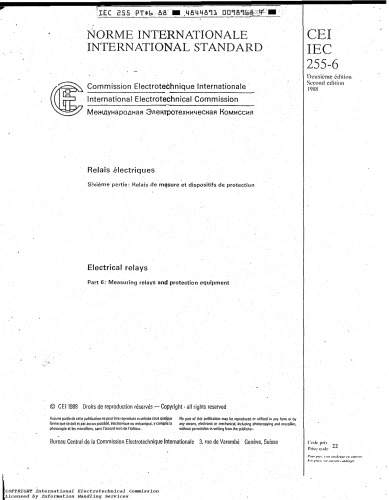 IEC 255 PT*6 88 ■ 4844891 0098966 4 ■
NORME INTERNATIONALE
INTERNATIONAL STANDARD
CEI
IEC
255-6
Deuxième édition
Second edition
1988
Commission Electrotechnique Internationale
International Electrotechnical Commission
Международная Электротехническая Комиссия
Relais électriques
Sixième partie: Relais de mesure et dispositifs de protection
Electrical relays
Part 6: Measuring relays and protection equipment
© CEI 1988 Droits de reproduction réservés — Copyright - all rights reserved
Aucune partie de cette publication ne peut être reproduite ni utilisée sous quelque
forme que ce soit et par aucun procédé, électronique ou mécanique, y compris la
photocopie et les microfilms, sans l'accord écrit de l'éditeur.
No part of this publication may be reproduced or utilized in any form or by
any means, electronic or mechanical, including photocopying and microfilm,
without permission in writing from the publisher.
Bureau Central de la Commission Electrotechnique Internationale 3, rue de Varembé Genève, Suisse
Code prix
Price code 22
Pour prix, voir catalogue en vigueur
For price, see current catalogue
COPYRIGHT International Electrotechnical Commission
Licensed by Information Handling Services